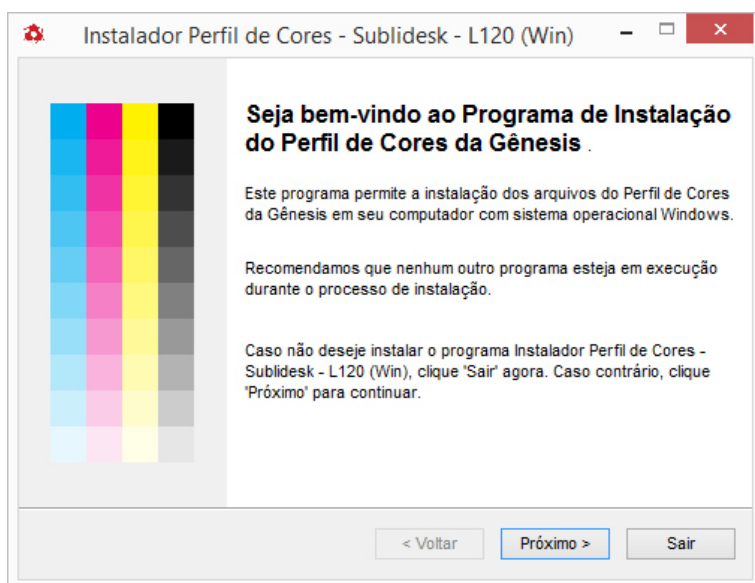 Instalador Perfil de Cores - Sublidesk - L120 (Win)
Seja bem-vindo ao Programa de Instalação
do Perfil de Cores da Gênesis .
Este programa permite a instalação dos arquivos do Perfil de Cores
da Gênesis em seu computador com sistema operacional Windows.
Recomendamos que nenhum outro programa esteja em execução
durante o processo de instalação.
Caso não deseje instalar o programa Instalador Perfil de Cores -
Sublidesk - L120 (Win), clique 'Sair' agora. Caso contrário, clique
'Próximo' para continuar.
< Voltar
Próximo >
Sair